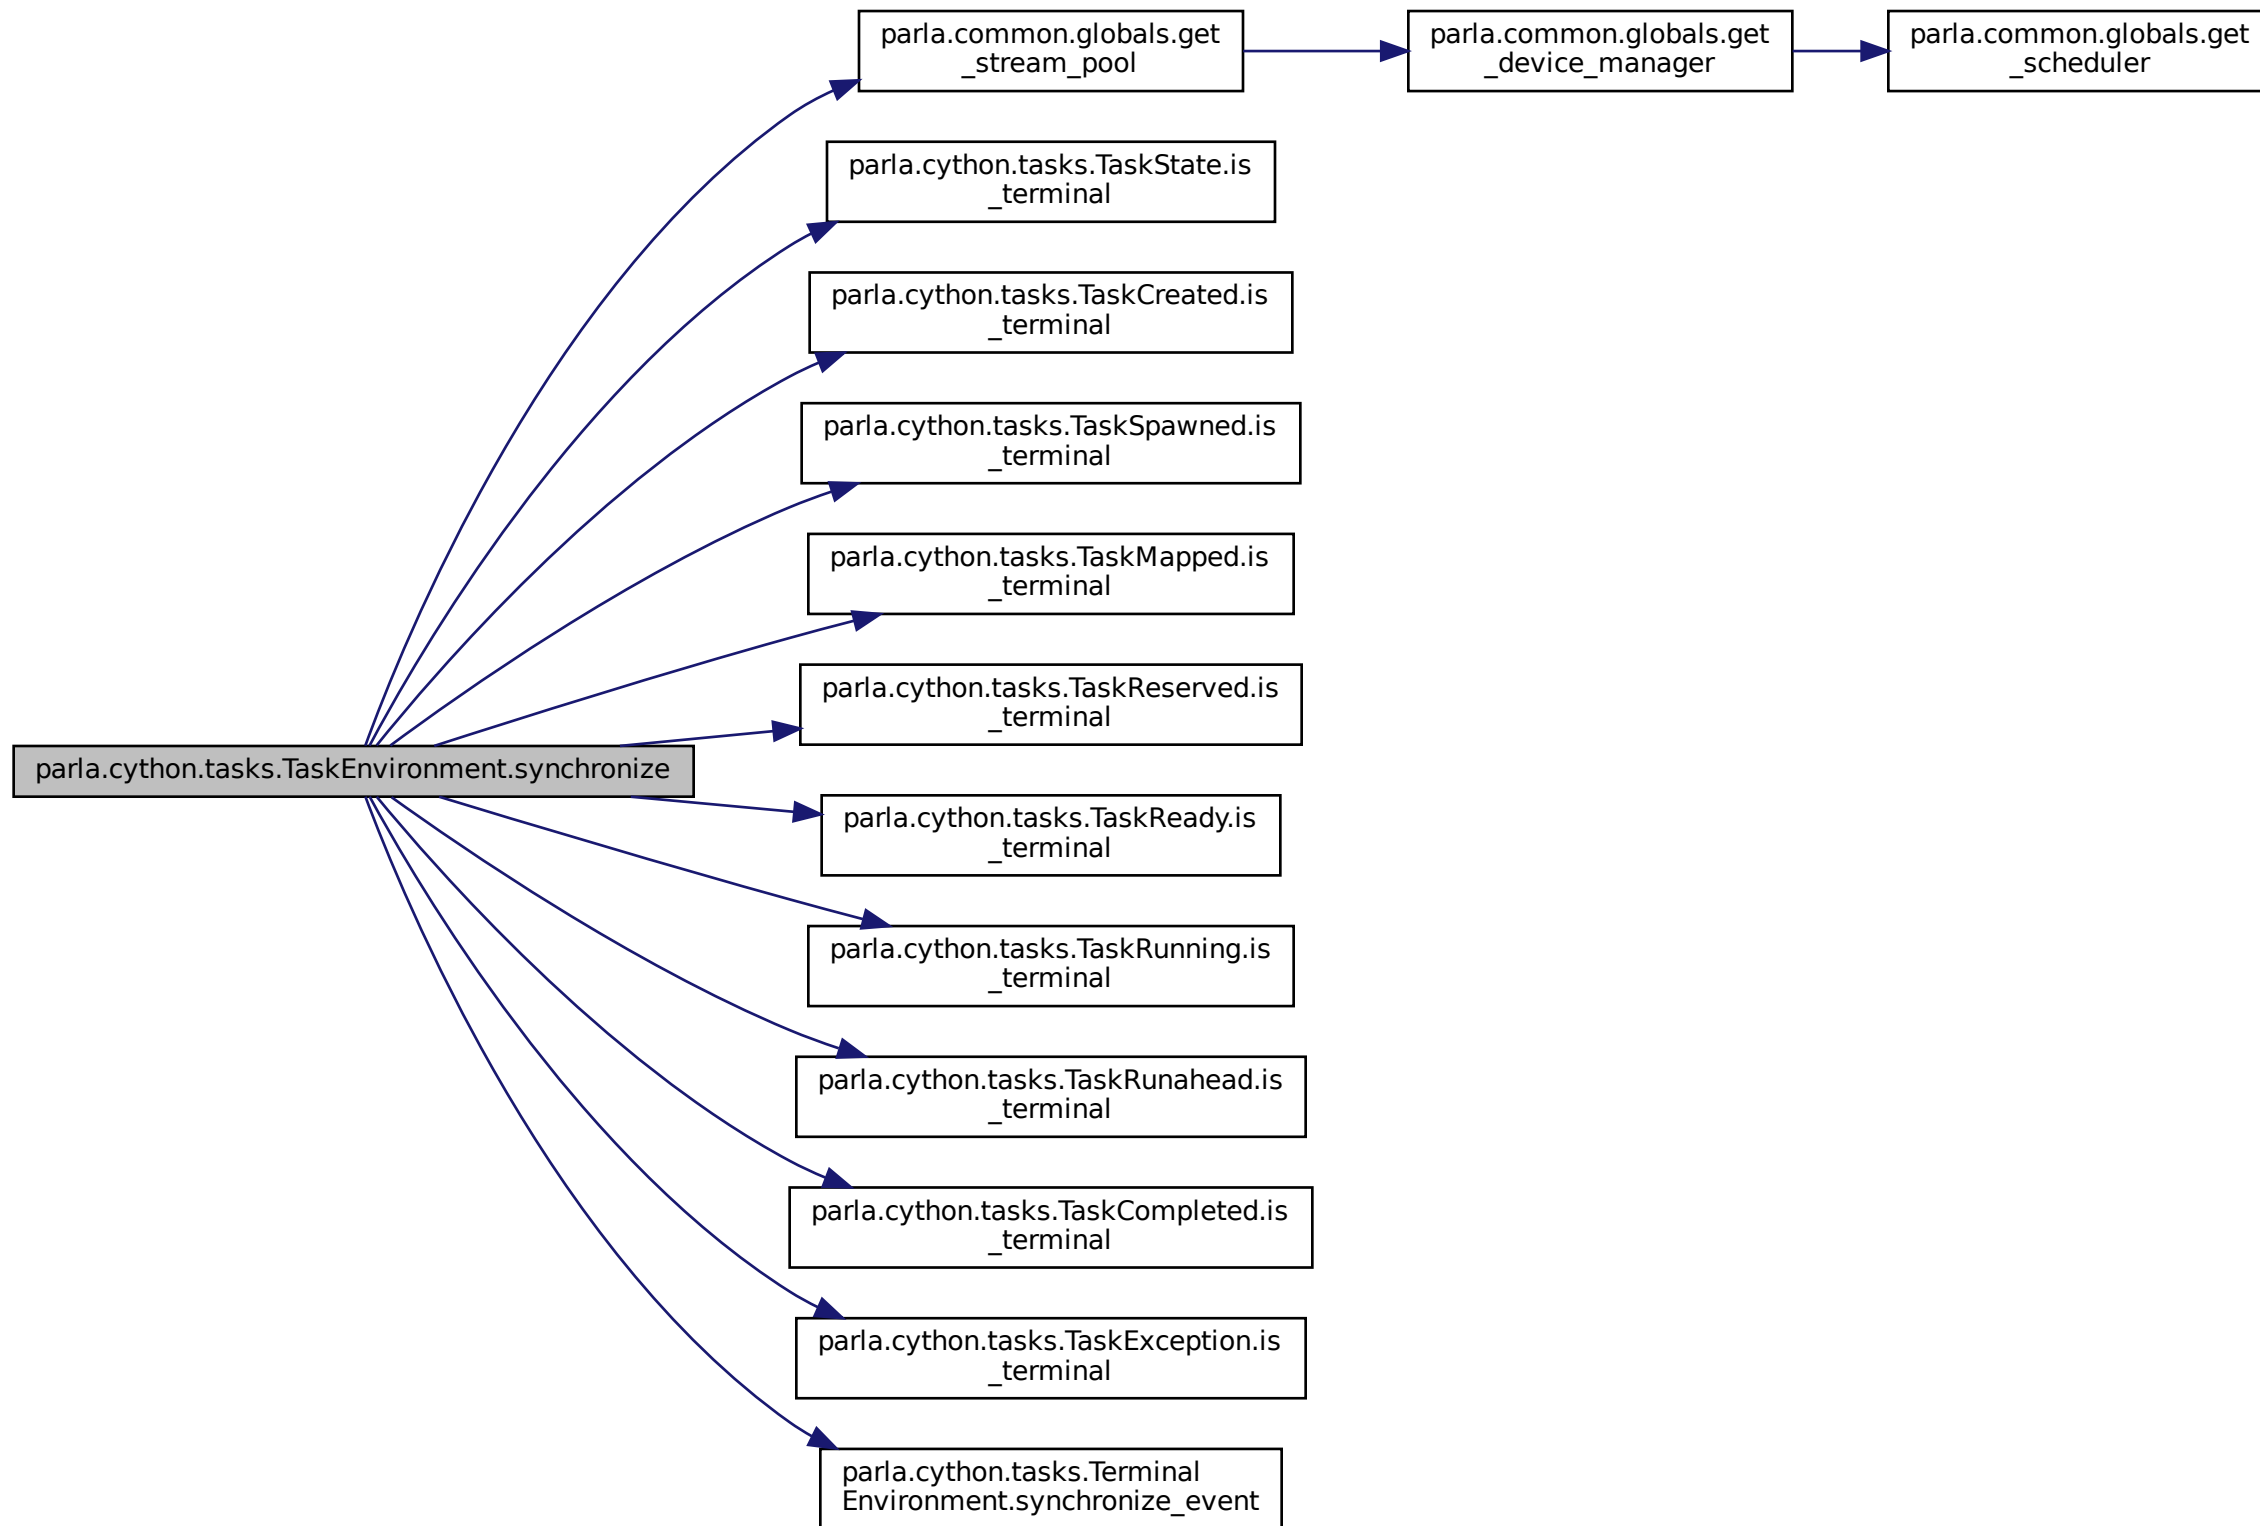 parla.common.globals.get
_stream_pool
parla.common.globals.get
_device_manager
parla.common.globals.get
_scheduler
parla.cython.tasks.TaskState.is
_terminal
parla.cython.tasks.TaskCreated.is
_terminal
parla.cython.tasks.TaskSpawned.is
_terminal
parla.cython.tasks.TaskMapped.is
_terminal
parla.cython.tasks.TaskReserved.is
_terminal
parla.cython.tasks.TaskEnvironment.synchronize
parla.cython.tasks.TaskReady.is
_terminal
parla.cython.tasks.TaskRunning.is
_terminal
parla.cython.tasks.TaskRunahead.is
_terminal
parla.cython.tasks.TaskCompleted.is
_terminal
parla.cython.tasks.TaskException.is
_terminal
parla.cython.tasks.Terminal
Environment.synchronize_event